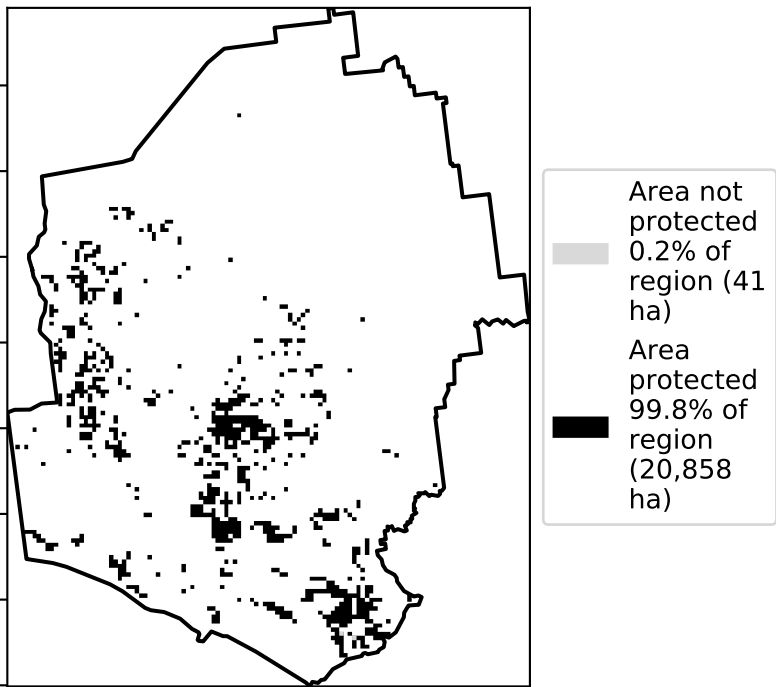 Area not
protected
0.2% of
region (41
ha)
Area
protected
99.8% of
region
(20,858
ha)